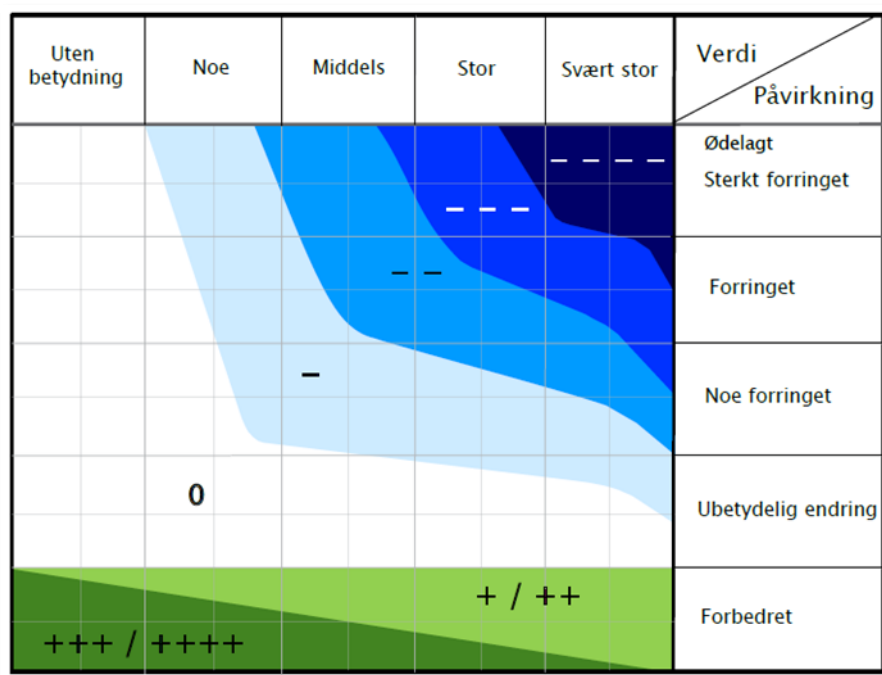 Uten
betydning
Noe
Middels
Stor
Svært stor
Verdi
Påvirkning
Ødelagt
Sterkt forringet
– – – –
– – –
– –
Forringet
–
Noe forringet
0
Ubetydelig endring
+ / ++
Forbedret
+++ / ++++